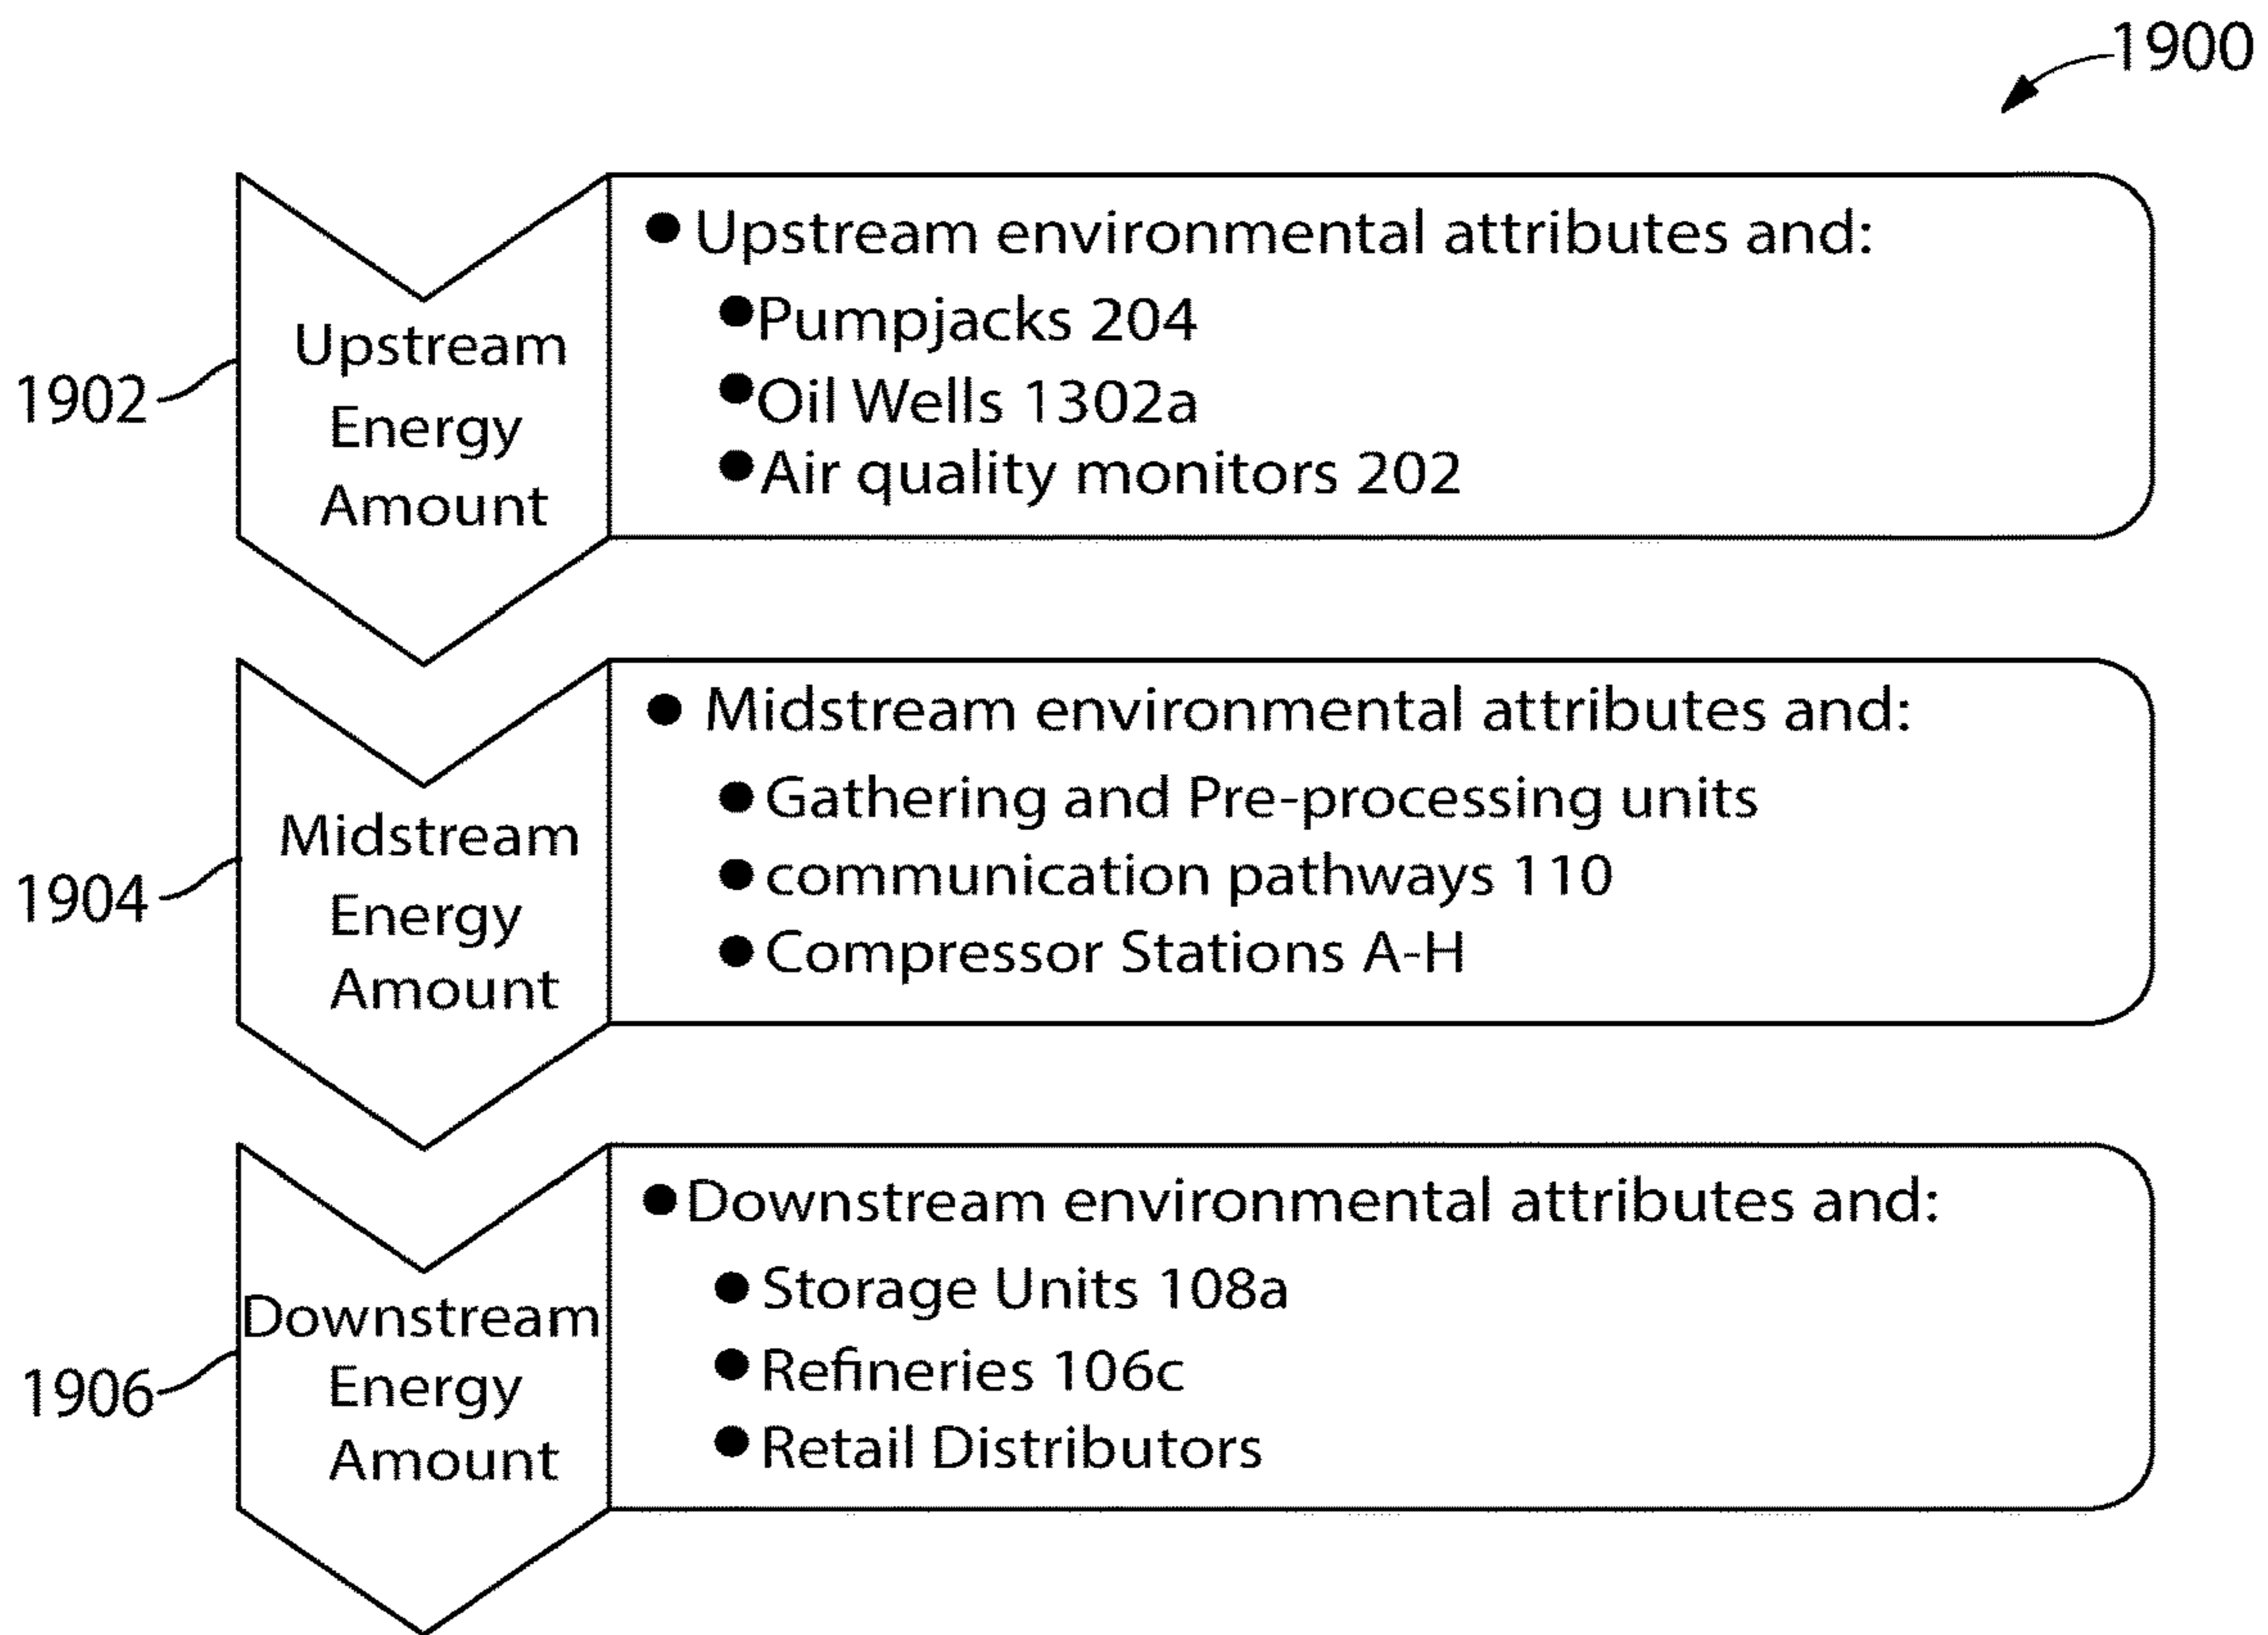 1900
1902
Upstream
Energy
Amount
● Upstream environmental attributes and:
● Pumpjacks 204
● Oil Wells 1302a
● Air quality monitors 202
1904
Midstream
Energy
Amount
● Midstream environmental attributes and:
● Gathering and Pre-processing units
● communication pathways 110
● Compressor Stations A-H
1906
Downstream
Energy
Amount
● Downstream environmental attributes and:
● Storage Units 108a
● Refineries 106c
● Retail Distributors